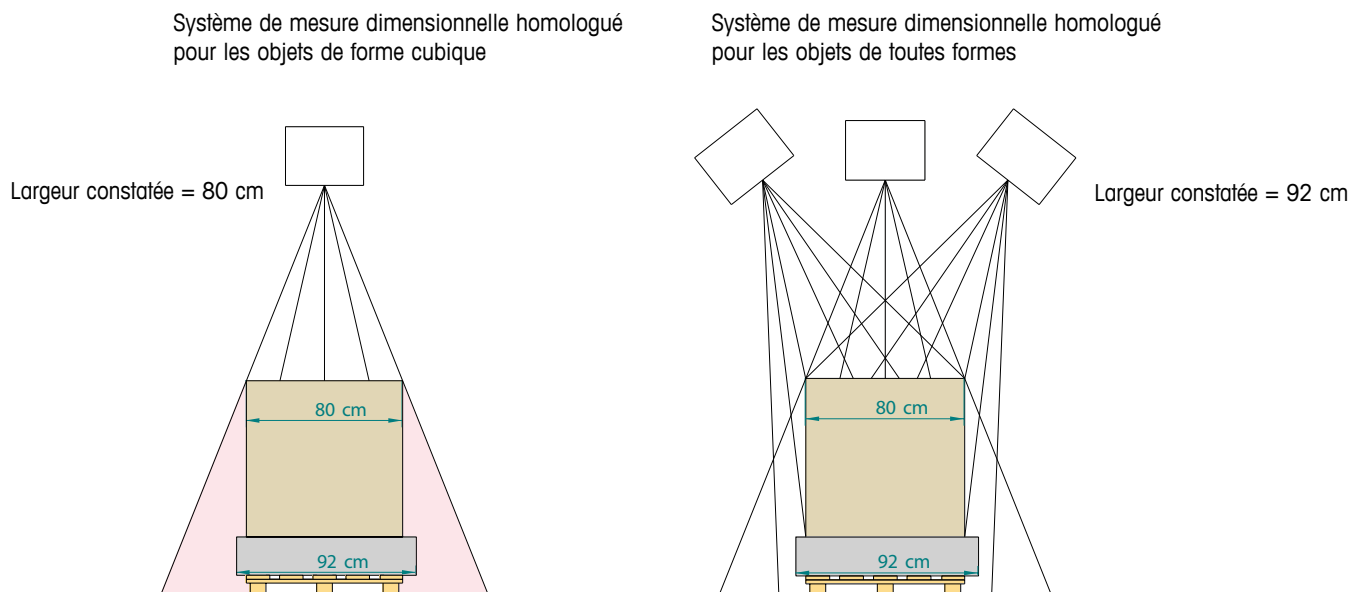 Système de mesure dimensionnelle homologué
pour les objets de forme cubique
Largeur constatée = 80 cm
80 cm
92 cm
Système de mesure dimensionnelle homologué
pour les objets de toutes formes
Largeur constatée = 92 cm
80 cm
92 cm